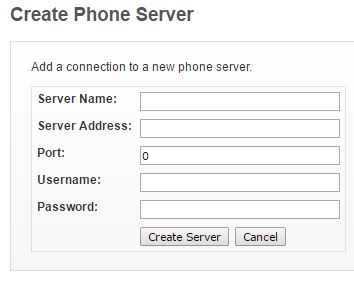 Create Phone Server
Add a connection to a new phone server.
Server Name:
Server Address:
Port: 0
Username:
Password:
Create Server Cancel